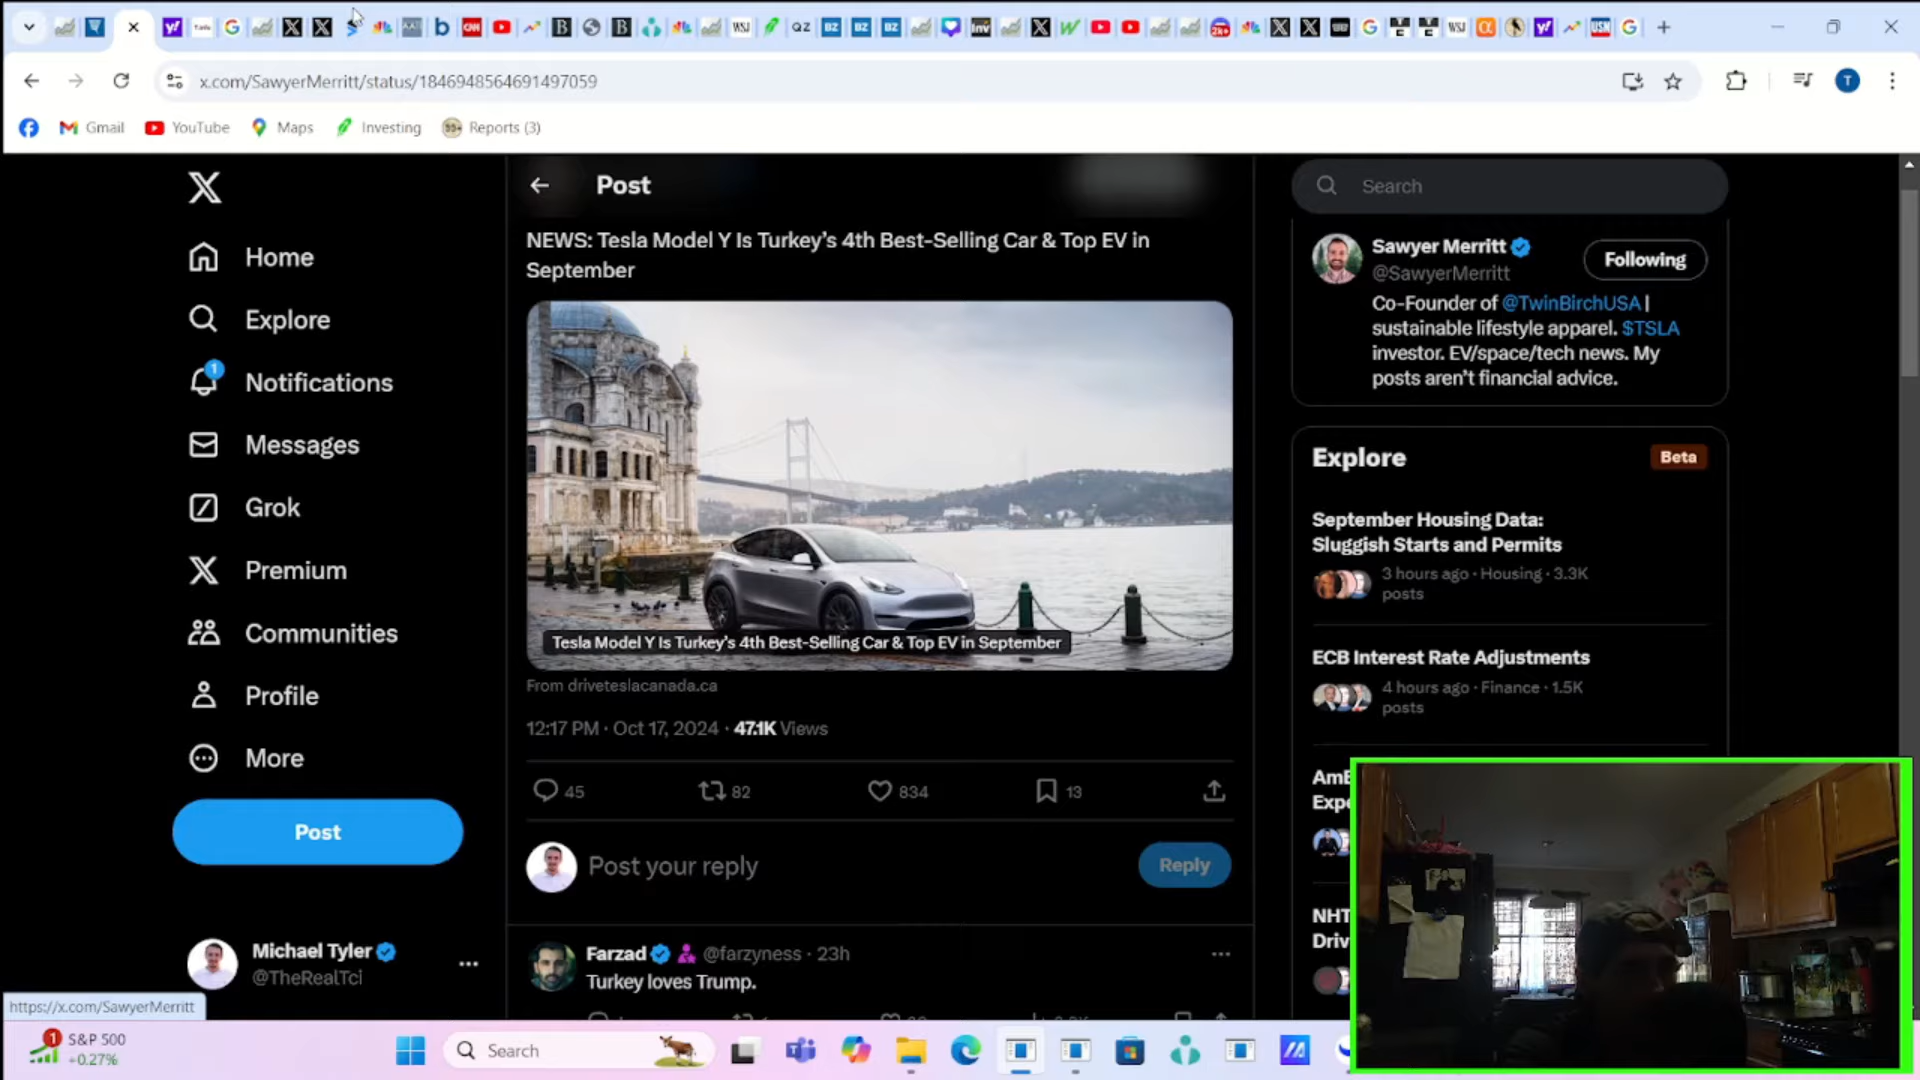 x.com/SawyerMerritt/status/1846948564691497059
Gmail
YouTube
Maps
Investing
99+
Reports (3)
Home
Explore
1
Notifications
Messages
Grok
Premium
Communities
Profile
More
Post
Michael Tyler
@TheRealTci
https://x.com/SawyerMerritt
Post
NEWS: Tesla Model Y Is Turkey's 4th Best-Selling Car & Top EV in
September
Tesla Model Y Is Turkey's 4th Best-Selling Car & Top EV in September
From driveteslacanada.ca
12:17 PM · Oct 17, 2024 · 47.1K Views
45
82
834
13
Post your reply
Reply
Farzad @farzyness · 23h
Turkey loves Trump.
Search
Sawyer Merritt
@SawyerMerritt
Following
Co-Founder of @TwinBirchUSA |
sustainable lifestyle apparel. $TSLA
investor. EV/space/tech news. My
posts aren't financial advice.
Explore
Beta
September Housing Data:
Sluggish Starts and Permits
3 hours ago · Housing · 3.3K
posts
ECB Interest Rate Adjustments
4 hours ago · Finance · 1.5K
posts
1
S&P 500
+0.27%
Search